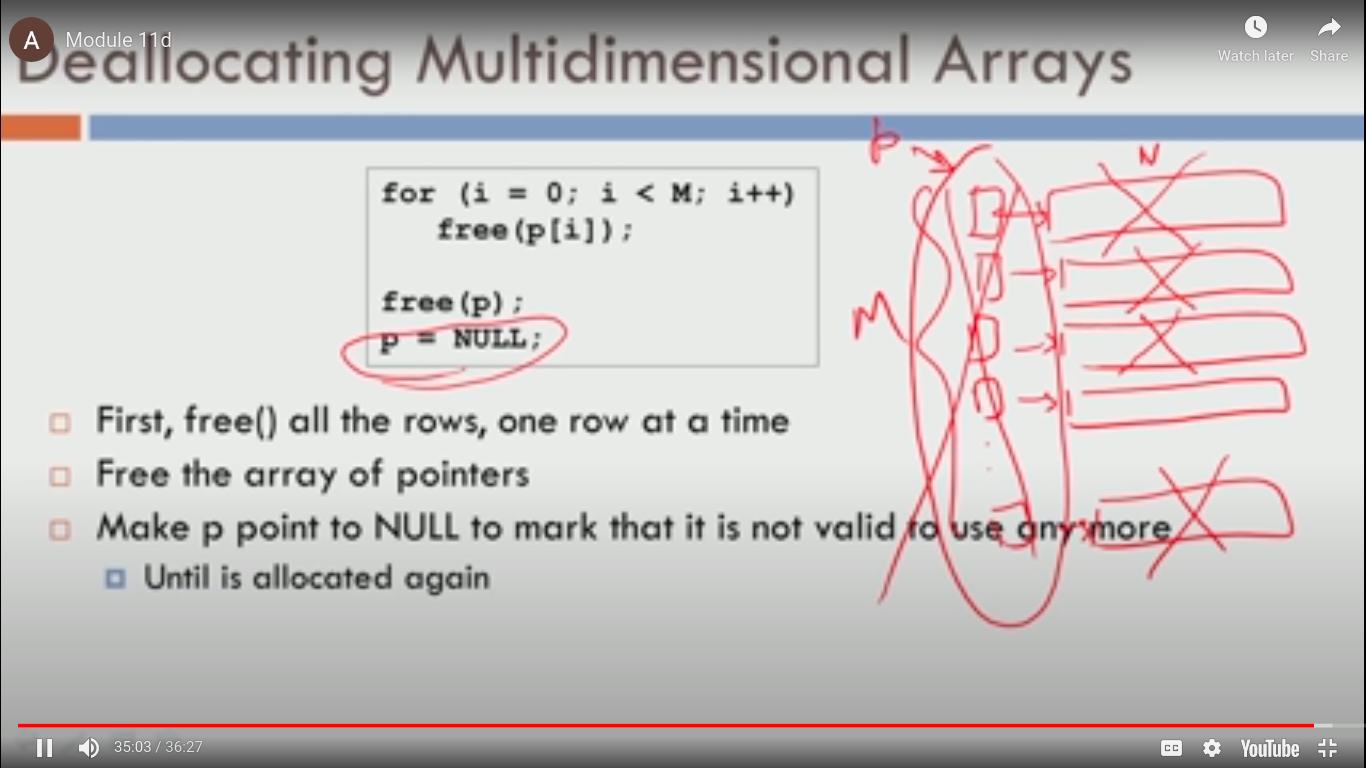 A
Module 11d
Watch later
Share
Deallocating Multidimensional Arrays
for (i = 0; i < M; i++)
free(p[i]);
free(p);
p = NULL;
p
N
M
First, free() all the rows, one row at a time
Free the array of pointers
Make p point to NULL to mark that it is not valid to use any more
Until is allocated again
35:03 / 36:27
CC
YouTube